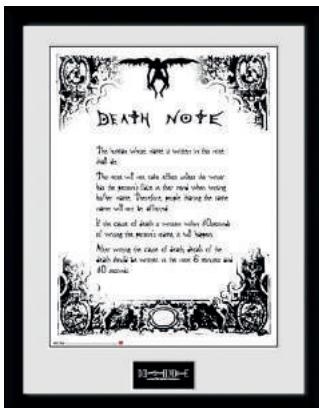 DEATH NOTE
The human whose name is written in this note
shall die.
This note will not take effect unless the writer
has the person's face in their mind when writing
his/her name. Therefore, people sharing the same
name will not be affected.
If the cause of death is written within 40 seconds
of writing the person's name, it will happen.
After writing the cause of death, details of the
death should be written in the next 6 minutes and
40 seconds.